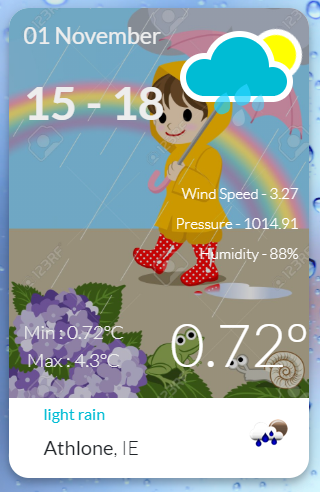 01 November
15 - 18
Wind Speed - 3.27
Pressure - 1014.91
Humidity - 88%
Min : 0.72°C
Max : 4.3°C
0.72°
light rain
Athlone, IE
123RF